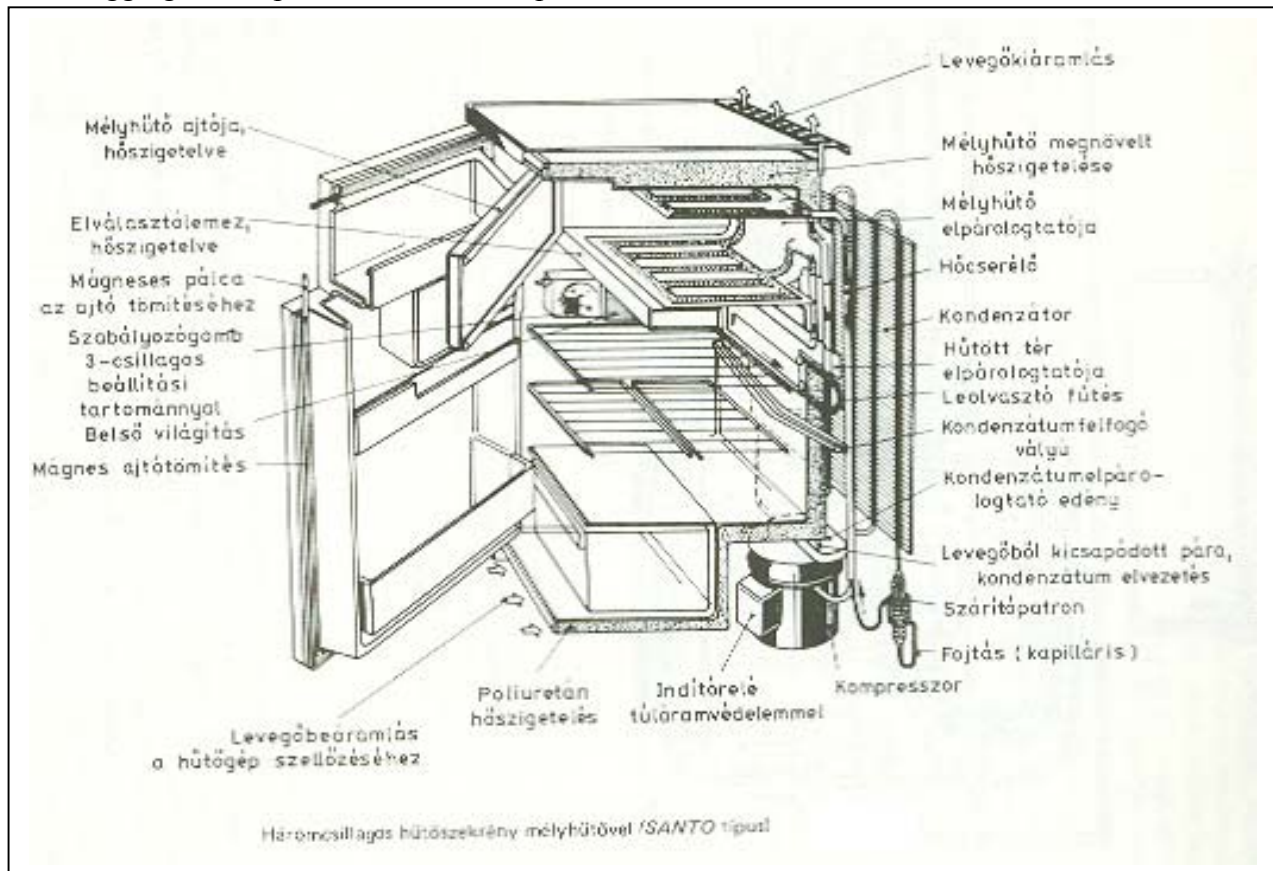 Levegőkiáramlás
Mélyhűtő ajtója,
hőszigetelve
Mélyhűtő megnövelt
hőszigetelése
Elválasztólemez,
hőszigetelve
Mélyhűtő
elpárologtatója
Mágneses pálca
az ajtó tömítéséhez
Hőcserélő
Kondenzátor
Szabályozógomb
3-csillagos
beállítási
tartománnyal
Hűtött tér
elpárologtatója
Leolvasztó fűtés
Belső világítás
Kondenzátumfelfogó
vályú
Mágnes ajtótömítés
Kondenzátumelpáro-
logtató edény
Levegőből kicsapódott pára,
kondenzátum elvezetés
Szárítópatron
Fojtás (kapilláris)
Kompresszor
Indítórelé
túláramvédelemmel
Poliuretán
hőszigetelés
Levegőbeáramlás
a hűtőgép szellőzéséhez
Háromcsillagos hűtőszekrény mélyhűtővel (SANTO típus)